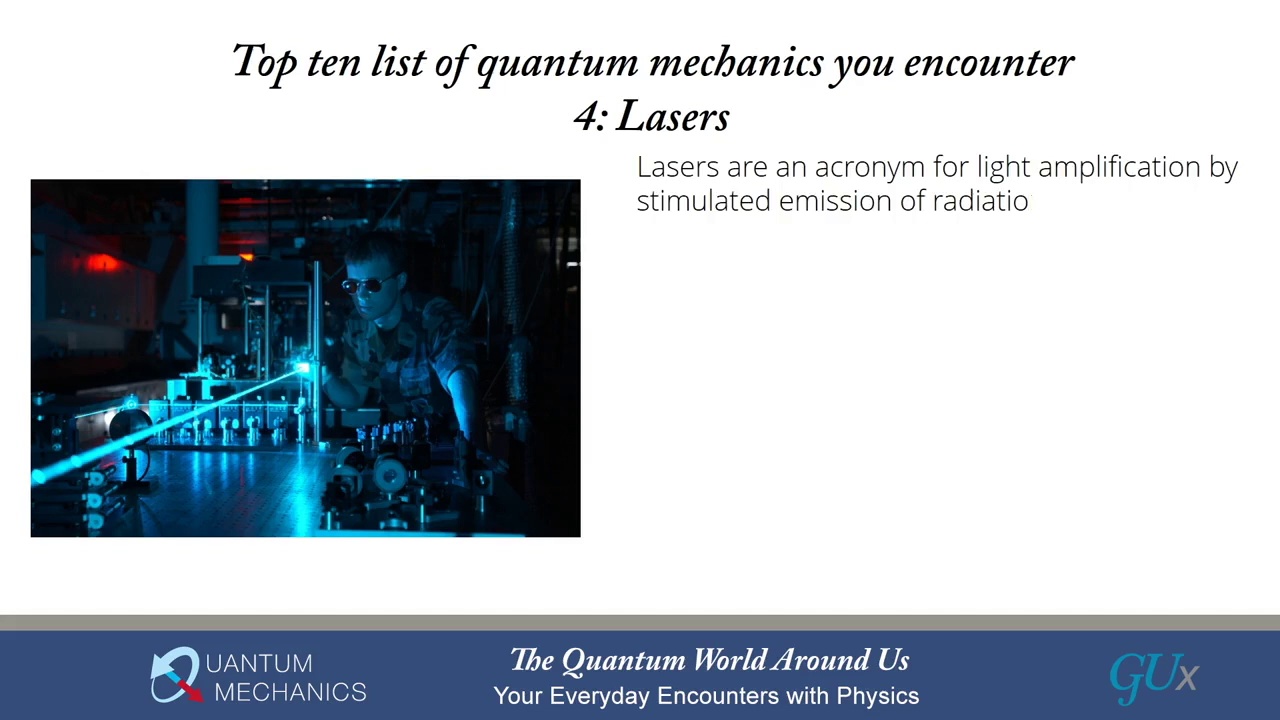 Top ten list of quantum mechanics you encounter
4: Lasers
Lasers are an acronym for light amplification by
stimulated emission of radiatio
QUANTUM
MECHANICS
The Quantum World Around Us
Your Everyday Encounters with Physics
GUx